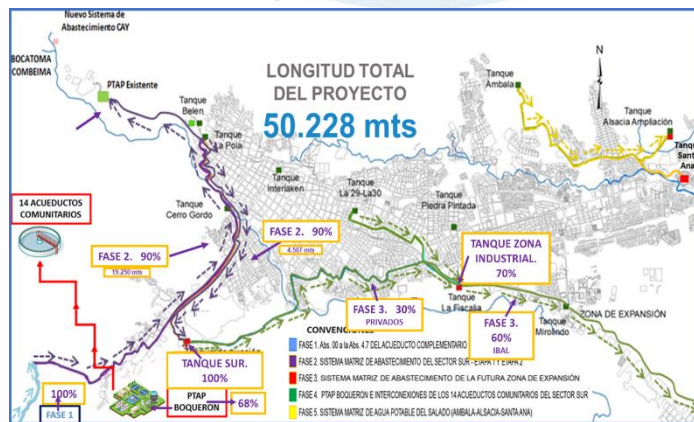 Nuevo Sistema de
Abastecimiento CAY
BOCATOMA
COMBEIMA
PTAP Existente
LONGITUD TOTAL
DEL PROYECTO
50.228 mts
N
Tanque
Ambala
Tanque
Alsacia Ampliación
Tanque
Santa
Ana
Tanque
Belen
Tanque
La Pola
Tanque
Interlaken
Tanque
La 29-La30
Tanque
Piedra Pintada
14 ACUEDUCTOS
COMUNITARIOS
Tanque
Cerro Gordo
FASE 2. 90%
4.507 mts
FASE 2. 90%
19.250 mts
TANQUE ZONA
INDUSTRIAL.
70%
Tanque
La Fiscalia
FASE 3. 30%
PRIVADOS
FASE 3.
60%
IBAL
Tanque
Mirolindo
ZONA DE EXPANSIÓN
TANQUE SUR.
100%
100%
FASE 1
PTAP
BOQUERON
68%
CONVENCIONES
FASE 1. Abs. 00 a la Abs. 4.7 DEL ACUEDUCTO COMPLEMENTARIO
FASE 2. SISTEMA MATRIZ DE ABASTECIMIENTO DEL SECTOR SUR - ETAPA 1 Y ETAPA 2
FASE 3. SISTEMA MATRIZ DE ABASTECIMIENTO DE LA FUTURA ZONA DE EXPANSIÓN
FASE 4. PTAP BOQUERON E INTERCONEXIONES DE LOS 14 ACUEDUCTOS COMUNITARIOS DEL SECTOR SUR
FASE 5. SISTEMA MATRIZ DE AGUA POTABLE DEL SALADO (AMBALA-ALSACIA-SANTA ANA)